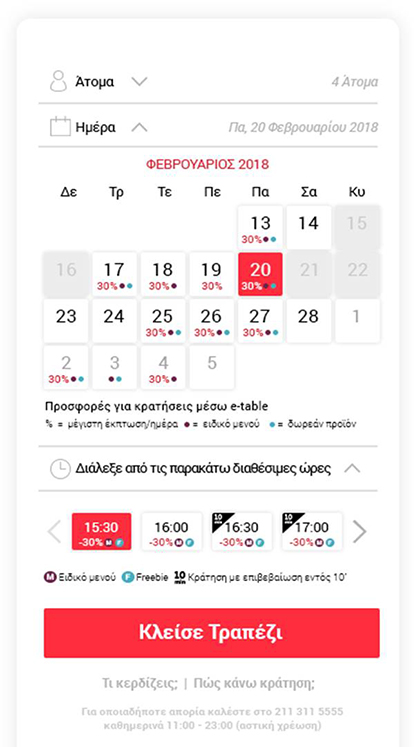 Άτομα 4 Άτομα
Ημέρα Πα, 20 Φεβρουαρίου 2018
ΦΕΒΡΟΥΑΡΙΟΣ 2018
Δε Τρ Τε Πε Πα Σα Κυ
13 14 15
30%
16 17 18 19 20 21 22
30% 30% 30% 30%
23 24 25 26 27 28 1
30% 30% 30%
2 3 4 5
30% 30%
Προσφορές για κρατήσεις μέσω e-table
% = μέγιστη έκπτωση/ημέρα • = ειδικό μενού • = δωρεάν προϊόν
Διάλεξε από τις παρακάτω διαθέσιμες ώρες
15:30 16:00 10 min 16:30 10 min 17:00
-30% M F -30% M F -30% M F -30% M F
M Ειδικό μενού F Freebie 10 min Κράτηση με επιβεβαίωση εντός 10'
Κλείσε Τραπέζι
Τι κερδίζεις; | Πώς κάνω κράτηση;
Για οποιαδήποτε απορία καλέστε στο 211 311 5555
καθημερινά 11:00 - 23:00 (αστική χρέωση)